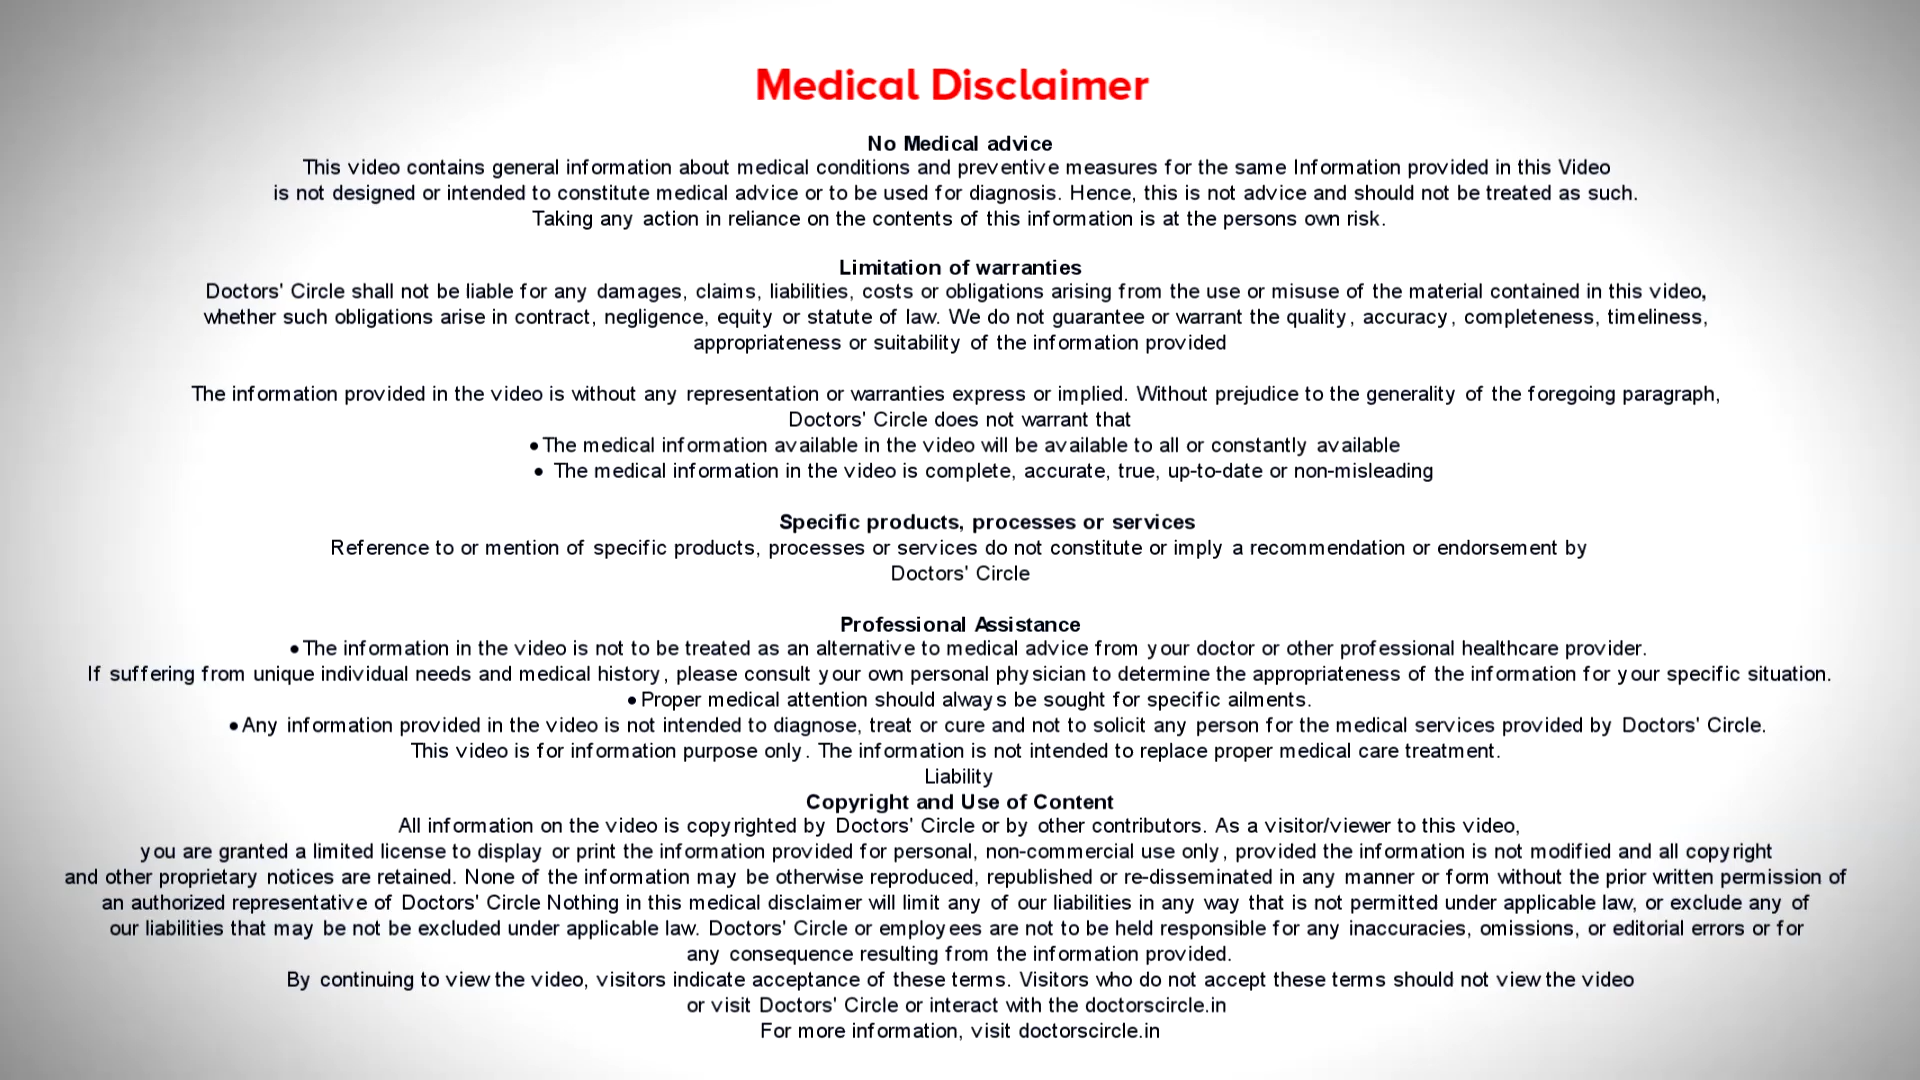 Medical Disclaimer
No Medical advice
This video contains general information about medical conditions and preventive measures for the same Information provided in this Video
is not designed or intended to constitute medical advice or to be used for diagnosis. Hence, this is not advice and should not be treated as such.
Taking any action in reliance on the contents of this information is at the persons own risk.
Limitation of warranties
Doctors' Circle shall not be liable for any damages, claims, liabilities, costs or obligations arising from the use or misuse of the material contained in this video,
whether such obligations arise in contract, negligence, equity or statute of law. We do not guarantee or warrant the quality, accuracy, completeness, timeliness,
appropriateness or suitability of the information provided
The information provided in the video is without any representation or warranties express or implied. Without prejudice to the generality of the foregoing paragraph,
Doctors' Circle does not warrant that
• The medical information available in the video will be available to all or constantly available
• The medical information in the video is complete, accurate, true, up-to-date or non-misleading
Specific products, processes or services
Reference to or mention of specific products, processes or services do not constitute or imply a recommendation or endorsement by
Doctors' Circle
Professional Assistance
• The information in the video is not to be treated as an alternative to medical advice from your doctor or other professional healthcare provider.
If suffering from unique individual needs and medical history, please consult your own personal physician to determine the appropriateness of the information for your specific situation.
• Proper medical attention should always be sought for specific ailments.
• Any information provided in the video is not intended to diagnose, treat or cure and not to solicit any person for the medical services provided by Doctors' Circle.
This video is for information purpose only. The information is not intended to replace proper medical care treatment.
Liability
Copyright and Use of Content
All information on the video is copyrighted by Doctors' Circle or by other contributors. As a visitor/viewer to this video,
you are granted a limited license to display or print the information provided for personal, non-commercial use only, provided the information is not modified and all copyright
and other proprietary notices are retained. None of the information may be otherwise reproduced, republished or re-disseminated in any manner or form without the prior written permission of
an authorized representative of Doctors' Circle Nothing in this medical disclaimer will limit any of our liabilities in any way that is not permitted under applicable law, or exclude any of
our liabilities that may be not be excluded under applicable law. Doctors' Circle or employees are not to be held responsible for any inaccuracies, omissions, or editorial errors or for
any consequence resulting from the information provided.
By continuing to view the video, visitors indicate acceptance of these terms. Visitors who do not accept these terms should not view the video
or visit Doctors' Circle or interact with the doctorscircle.in
For more information, visit doctorscircle.in